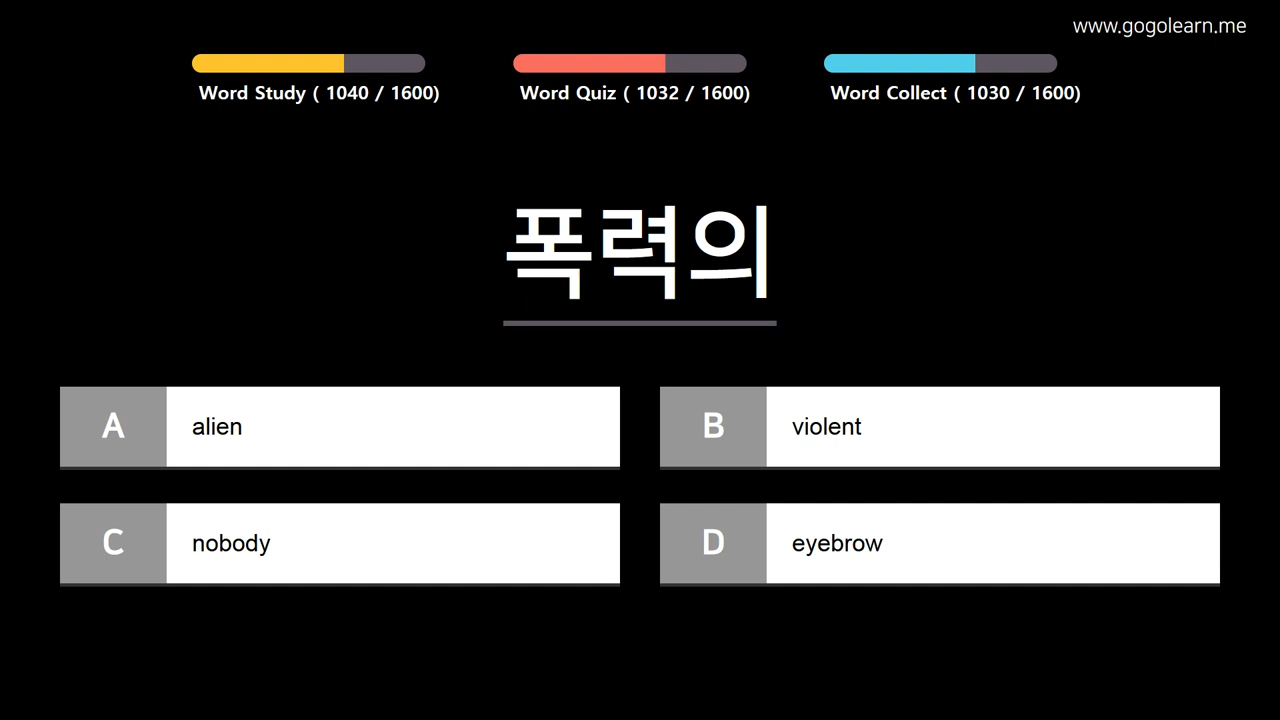 www.gogolearn.me
Word Study ( 1040 / 1600)
Word Quiz ( 1032 / 1600)
Word Collect ( 1030 / 1600)
폭력의
A alien
B violent
C nobody
D eyebrow